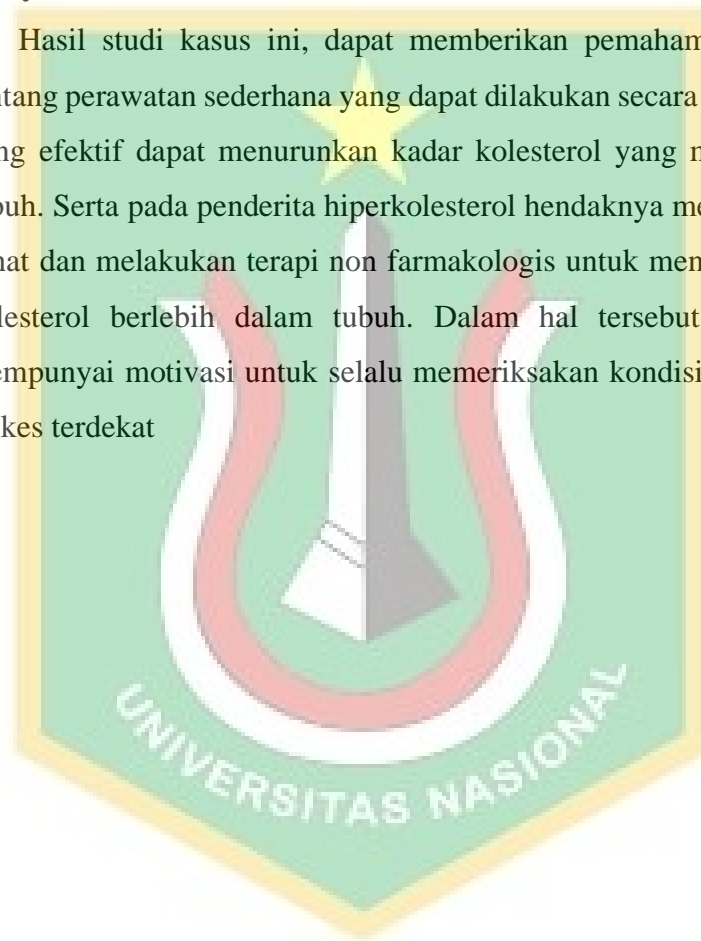 Hasil studi kasus ini, dapat memberikan pemaham
ntang perawatan sederhana yang dapat dilakukan secara
ng efektif dapat menurunkan kadar kolesterol yang
buh. Serta pada penderita hiperkolesterol hendaknya
hat dan melakukan terapi non farmakologis untuk men
lesterol berlebih dalam tubuh. Dalam hal tersebut
empunyai motivasi untuk selalu memeriksakan kondisi
kes terdekat
UNIVERSITAS NASIONAL